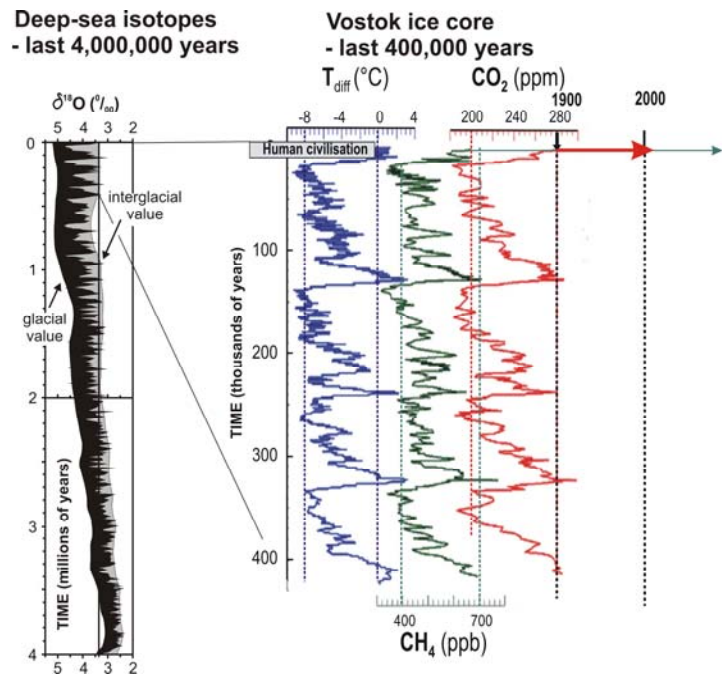 Deep-sea isotopes
- last 4,000,000 years
Vostok ice core
- last 400,000 years
δ¹⁸O (⁰/₀₀)
5 4 3 2
T diff (°C)
-8 -4 0 4
CO₂ (ppm)
200 240 280
1900
2000
Human civilisation
0
1
2
3
4
TIME (millions of years)
interglacial
value
glacial
value
100
200
300
400
TIME (thousands of years)
5 4 3 2
400 700
CH₄ (ppb)